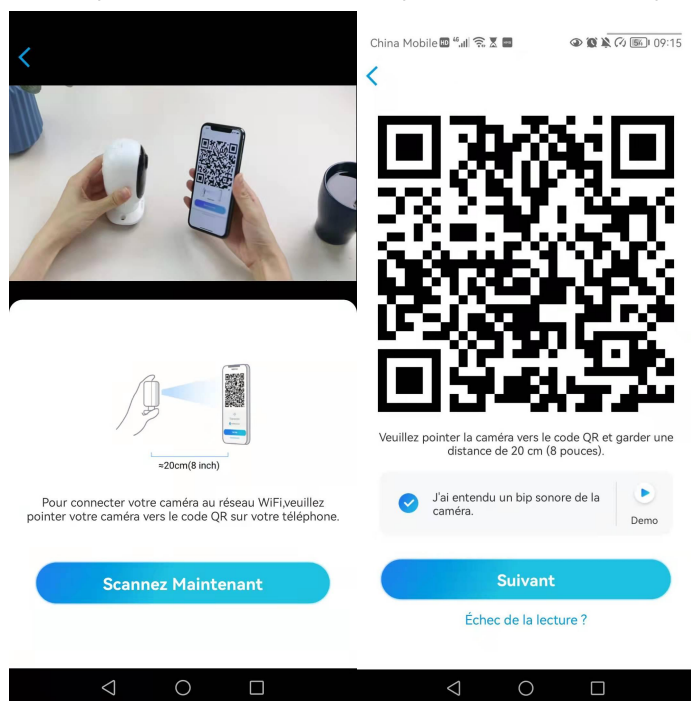 ≈20cm(8 inch)
Pour connecter votre caméra au réseau WiFi,veuillez
pointer votre caméra vers le code QR sur votre téléphone.
Scannez Maintenant
China Mobile HD 4G 56 09:15
Veuillez pointer la caméra vers le code QR et garder une
distance de 20 cm (8 pouces).
J'ai entendu un bip sonore de la
caméra.
Demo
Suivant
Échec de la lecture ?